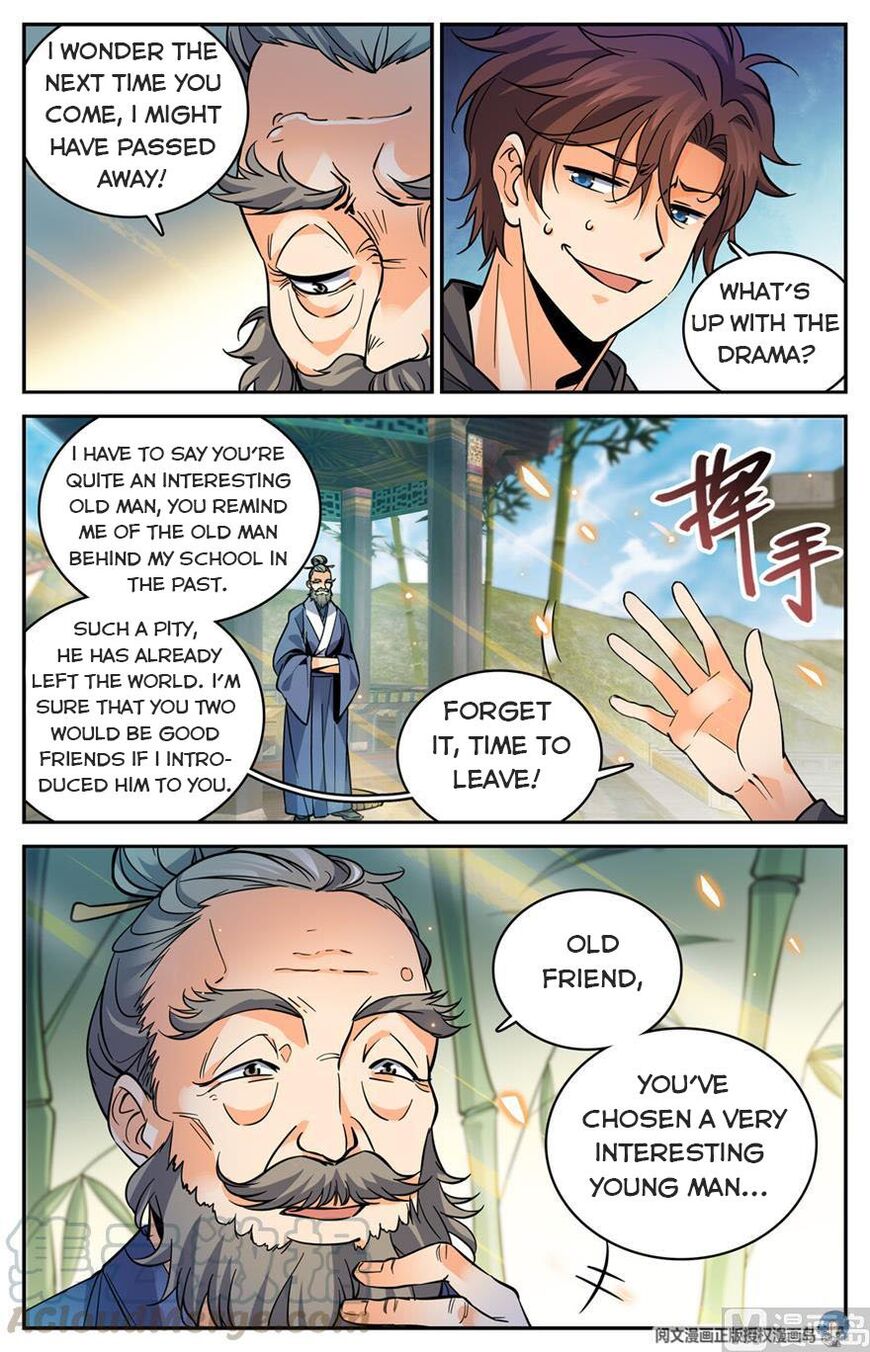 I WONDER THE
NEXT TIME YOU
COME, I MIGHT
HAVE PASSED
AWAY!
WHAT'S
UP WITH THE
DRAMA?
I HAVE TO SAY YOU'RE
QUITE AN INTERESTING
OLD MAN, YOU REMIND
ME OF THE OLD MAN
BEHIND MY SCHOOL IN
THE PAST.
SUCH A PITY,
HE HAS ALREADY
LEFT THE WORLD. I'M
SURE THAT YOU TWO
WOULD BE GOOD
FRIENDS IF I INTRO-
DUCED HIM TO YOU.
FORGET
IT, TIME TO
LEAVE!
挥手
OLD
FRIEND,
YOU'VE
CHOSEN A VERY
INTERESTING
YOUNG MAN...
ACloudMerge.com
阅文漫画正版授权漫画岛